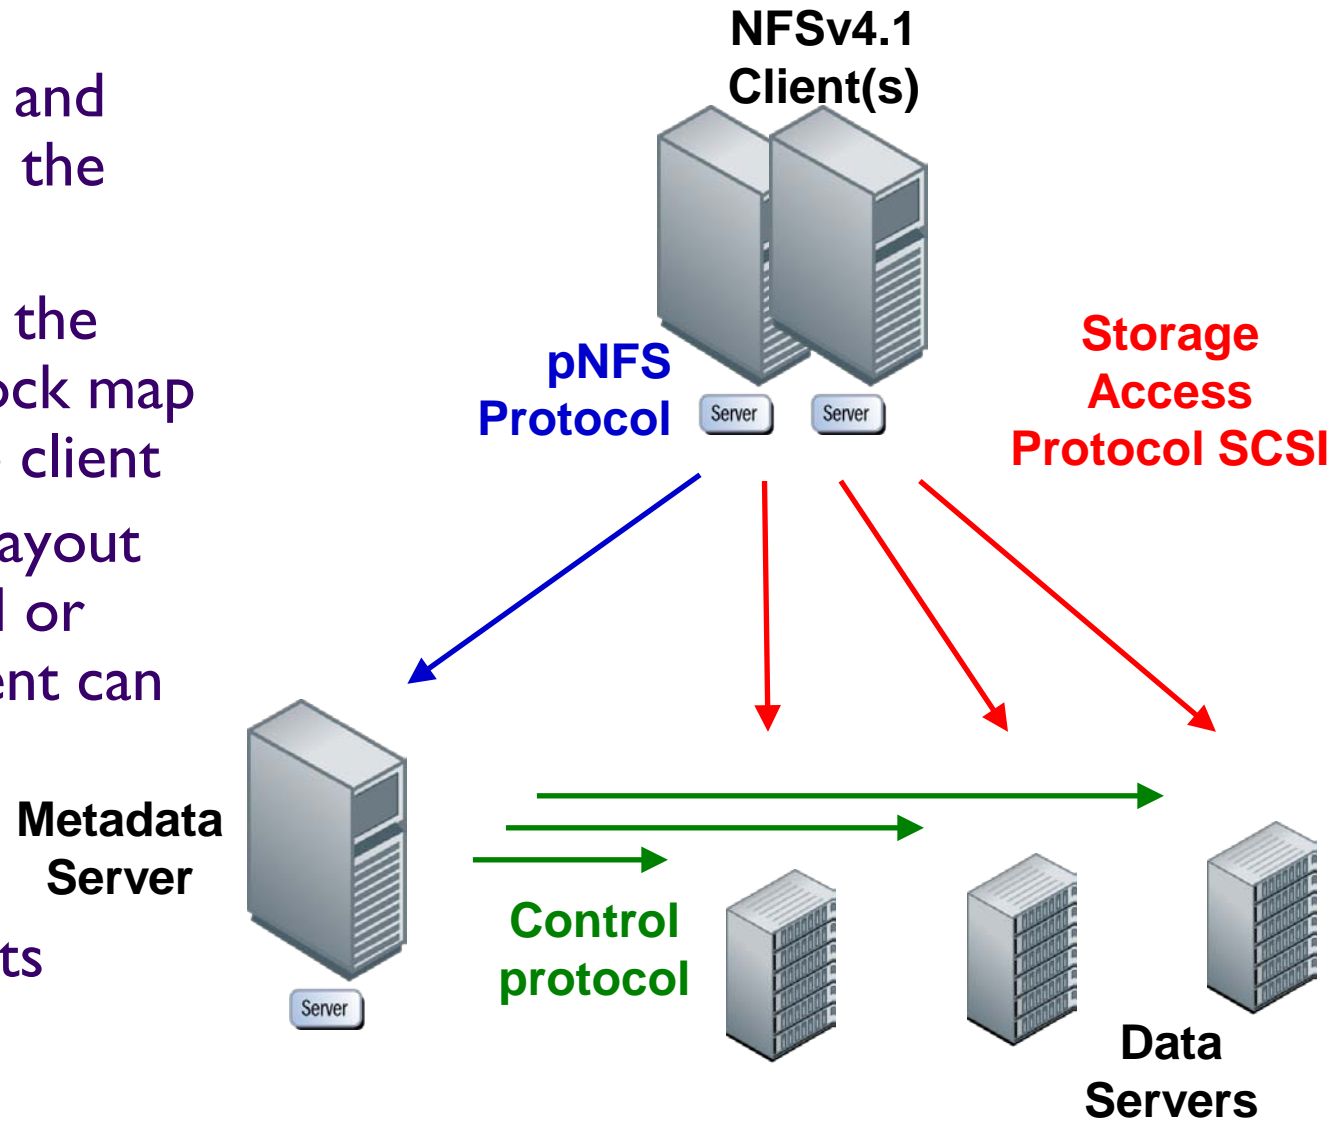 and
the
the
ock map
client
ayout
l or
ent can
ts
NFSv4.1
Client(s)
pNFS
Protocol
Server
Server
Storage
Access
Protocol SCSI
Metadata
Server
Server
Control
protocol
Data
Servers